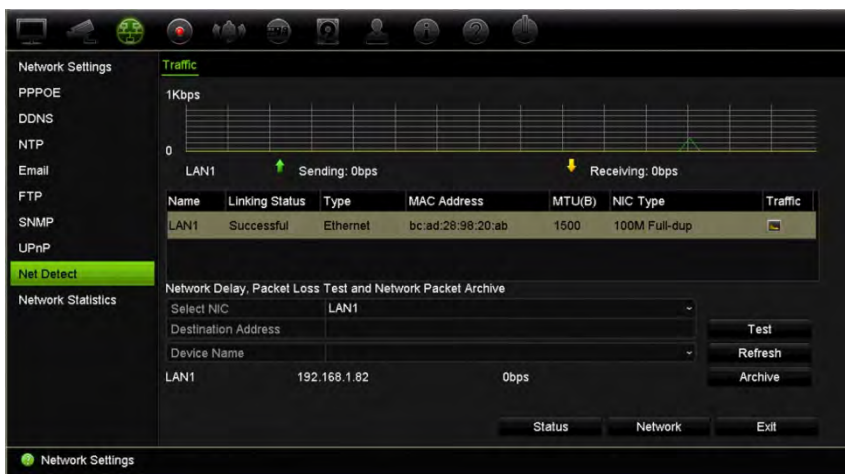 Network Settings
Traffic
PPPOE
DDNS
NTP
Email
FTP
SNMP
UPnP
Net Detect
Network Statistics
1Kbps
0
LAN1 Sending: 0bps Receiving: 0bps
Name Linking Status Type MAC Address MTU(B) NIC Type Traffic
LAN1 Successful Ethernet bc:ad:28:98:20:ab 1500 100M Full-dup
Network Delay, Packet Loss Test and Network Packet Archive
Select NIC LAN1
Destination Address Test
Device Name Refresh
LAN1 192.168.1.82 0bps Archive
Status Network Exit
Network Settings